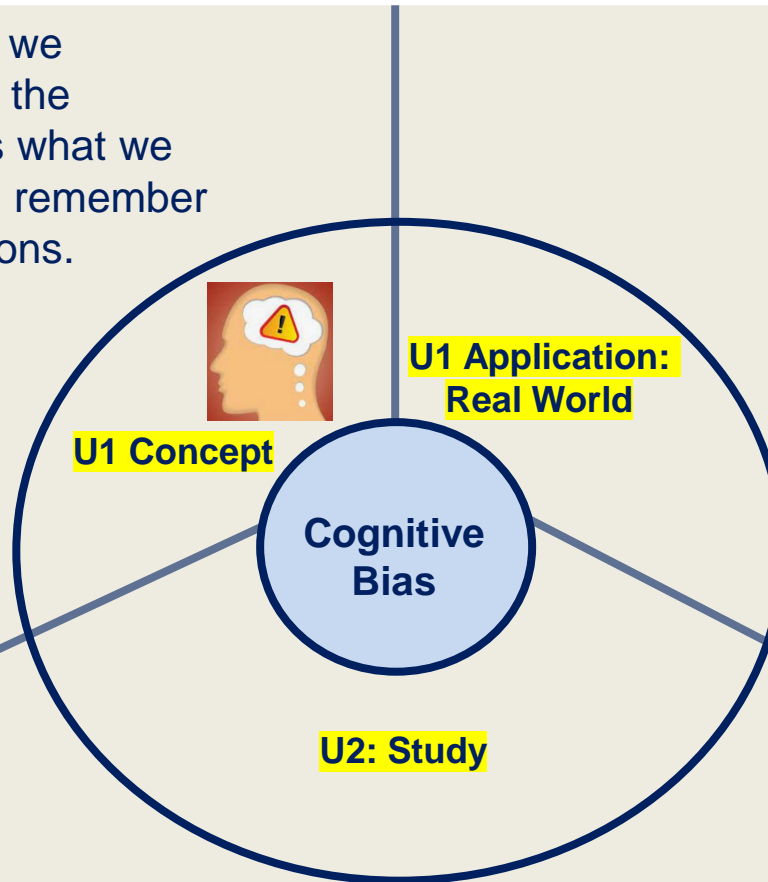 we
the
s what we
remember
ons.
!
U1 Application:
Real World
U1 Concept
Cognitive
Bias
U2: Study